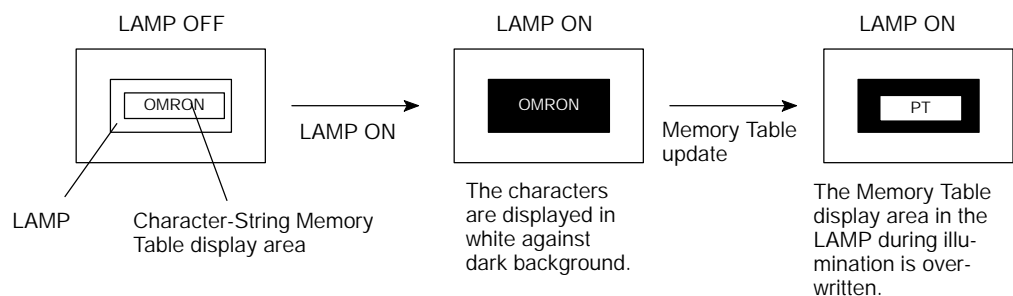 LAMP OFF
LAMP ON
LAMP ON
OMRON
OMRON
PT
LAMP ON
Memory Table
update
LAMP
Character-String Memory
Table display area
The characters
are displayed in
white against
dark background.
The Memory Table
display area in the
LAMP during illu-
mination is over-
written.